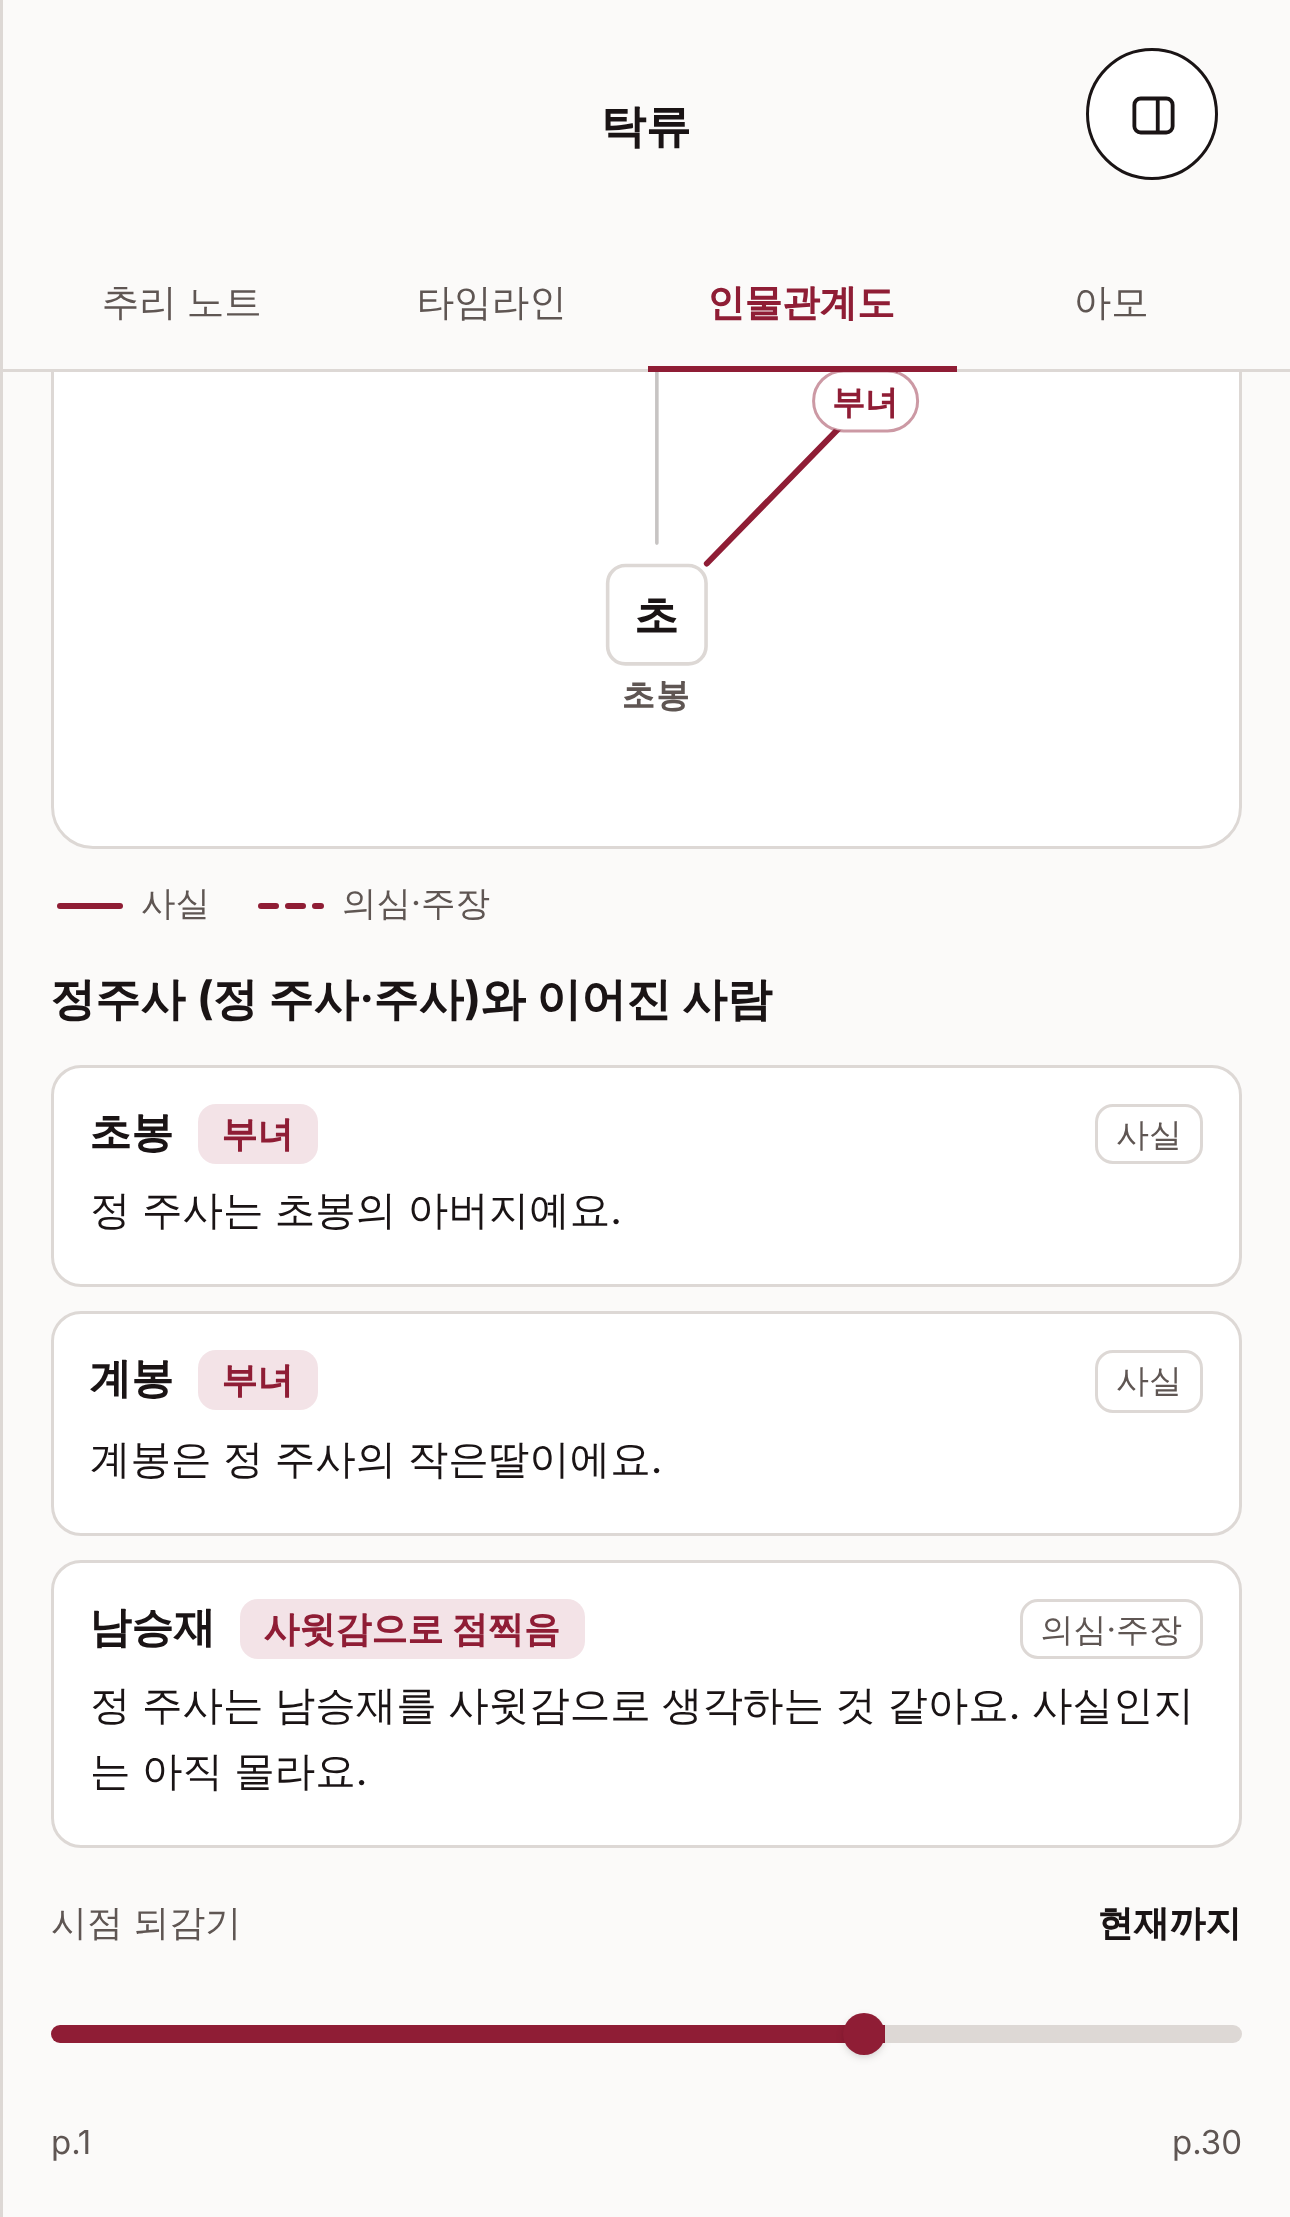 탁류
추리 노트
타임라인
인물관계도
아모
부녀
초
초봉
사실
의심·주장
정주사 (정 주사·주사)와 이어진 사람
초봉 부녀 사실
정 주사는 초봉의 아버지예요.
계봉 부녀 사실
계봉은 정 주사의 작은딸이에요.
남승재 사윗감으로 점찍음 의심·주장
정 주사는 남승재를 사윗감으로 생각하는 것 같아요. 사실인지
는 아직 몰라요.
시점 되감기 현재까지
p.1 p.30